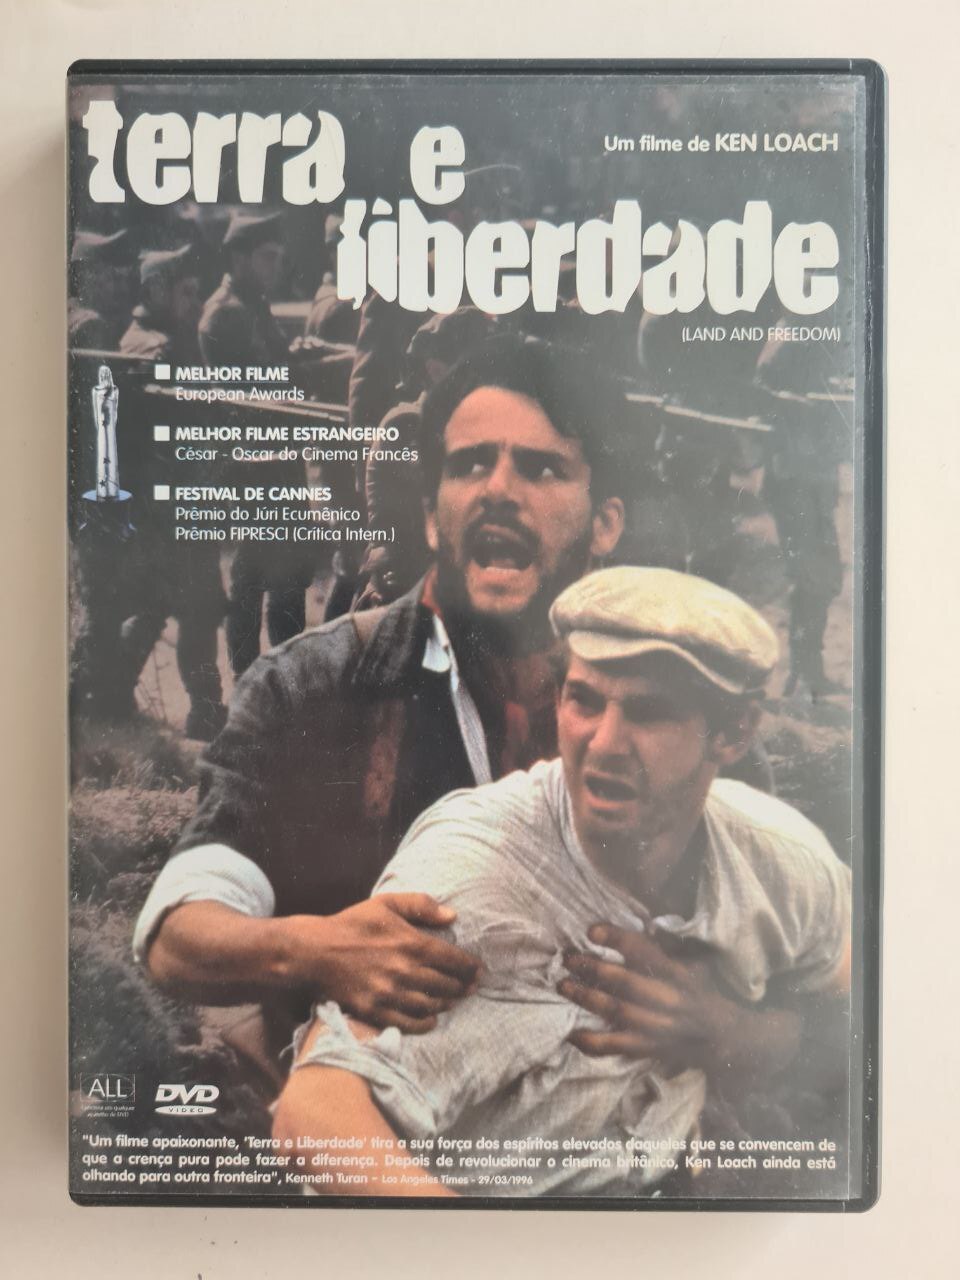 terra e
liberdade
Um filme de KEN LOACH
(LAND AND FREEDOM)
MELHOR FILME
European Awards
MELHOR FILME ESTRANGEIRO
César - Oscar do Cinema Francês
FESTIVAL DE CANNES
Prêmio do Júri Ecumênico
Prêmio FIPRESCI (Crítica Intern.)
ALL
DVD
VIDEO
"Um filme apaixonante, 'Terra e Liberdade' tira a sua força dos espíritos elevados daqueles que se convencem de
que a crença pura pode fazer a diferença. Depois de revolucionar o cinema britânico, Ken Loach ainda está
olhando para outra fronteira", Kenneth Turan - Los Angeles Times - 29/03/1996